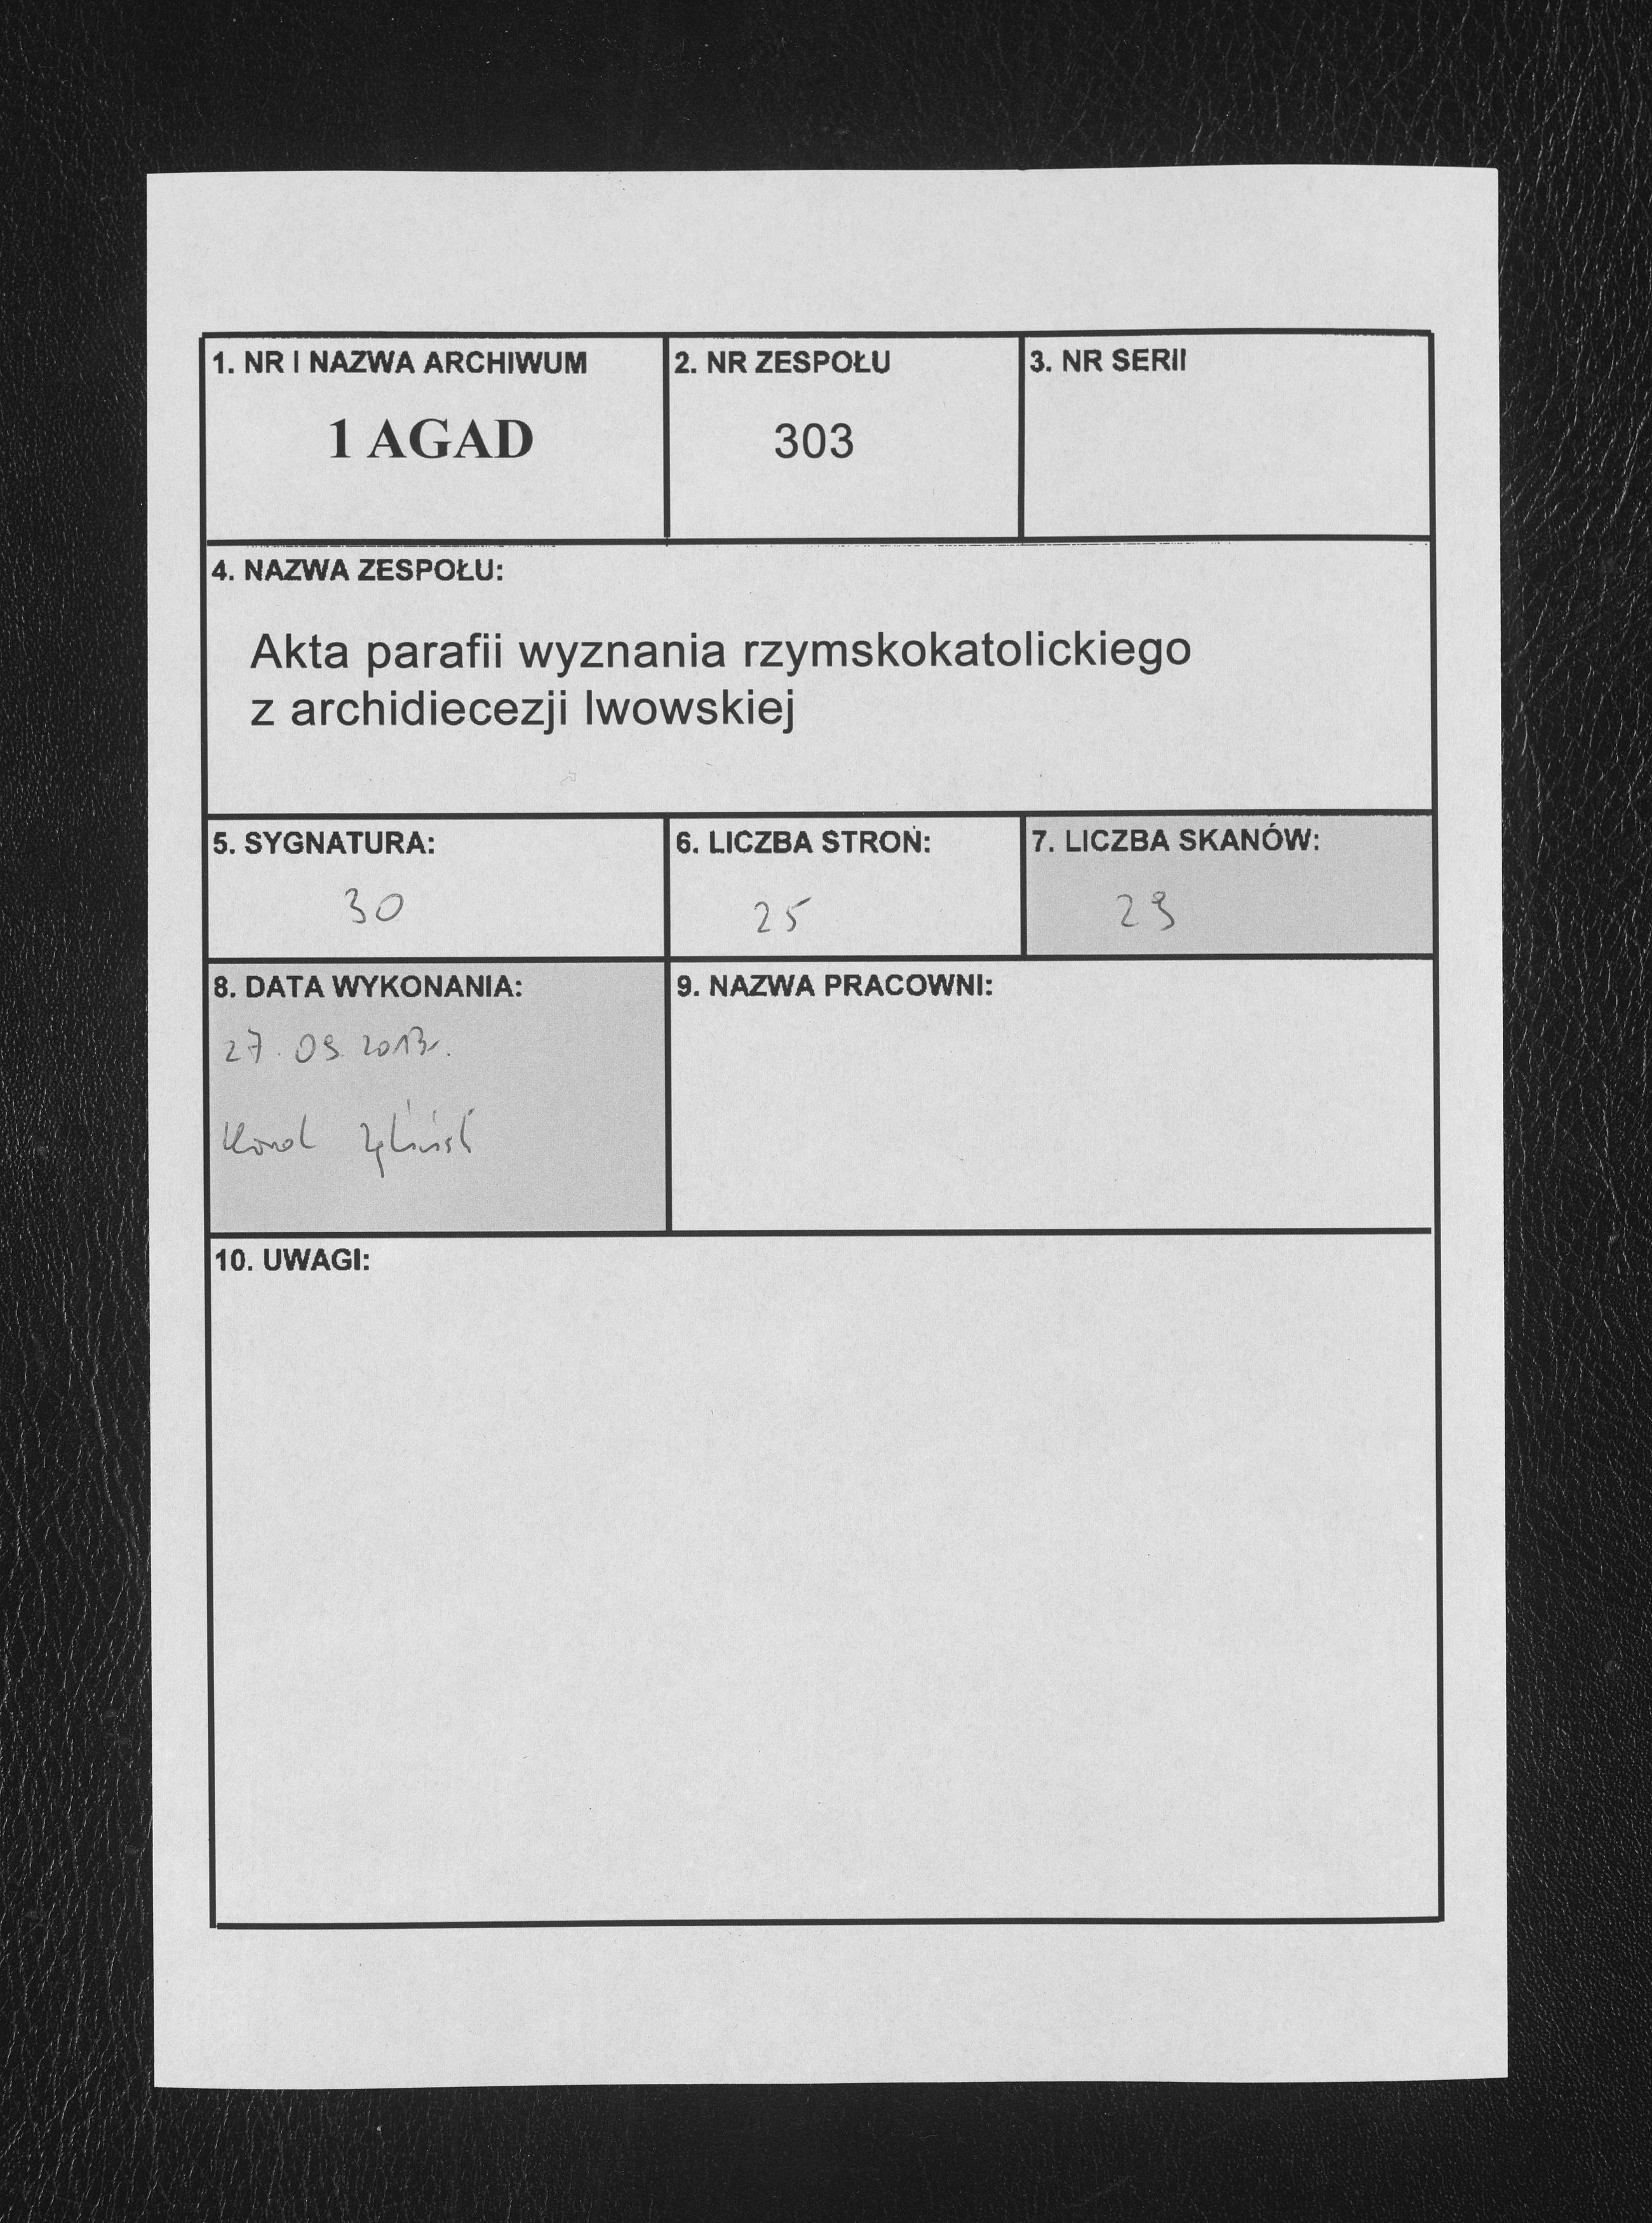 1. NR I NAZWA ARCHIWUM
1 AGAD
2. NR ZESPOŁU
303
3. NR SERII
4. NAZWA ZESPOŁU:
Akta parafii wyznania rzymskokatolickiego
z archidiecezji lwowskiej
5. SYGNATURA:
30
6. LICZBA STRON:
25
7. LICZBA SKANÓW:
29
8. DATA WYKONANIA:
27.09.2013r.
9. NAZWA PRACOWNI:
10. UWAGI: